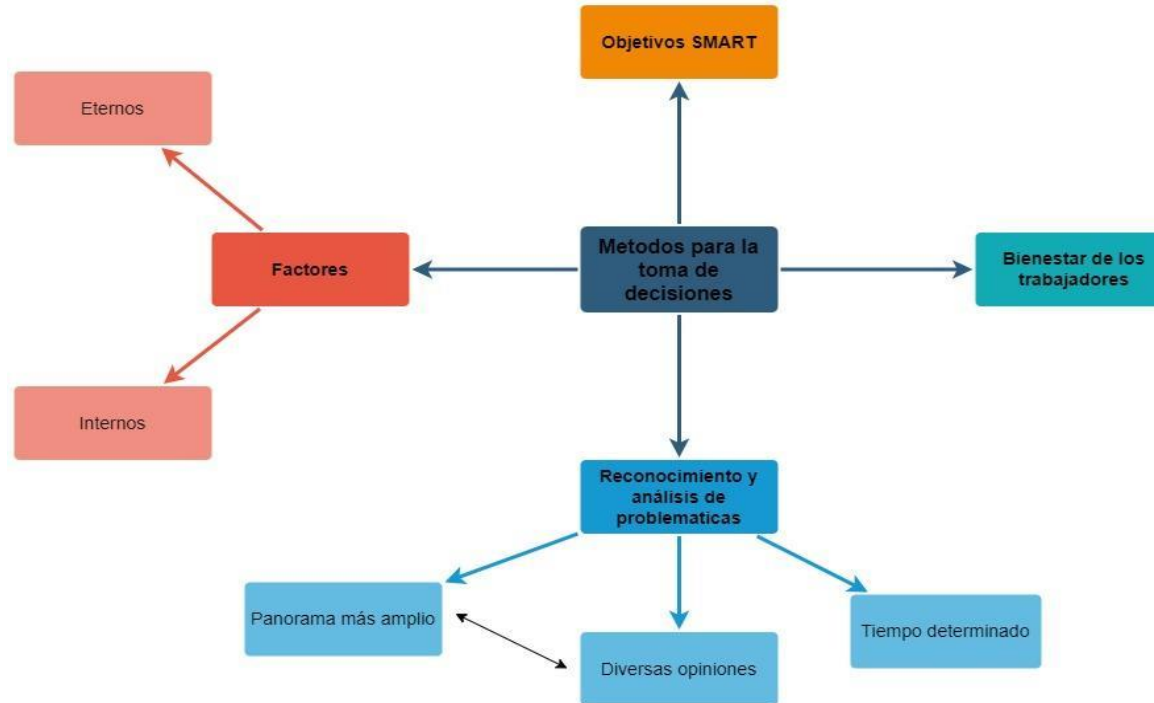 Objetivos SMART
Eternos
Metodos para la
toma de
decisiones
Factores
Bienestar de los
trabajadores
Internos
Reconocimiento y
análisis de
problematicas
Panorama más amplio
Diversas opiniones
Tiempo determinado